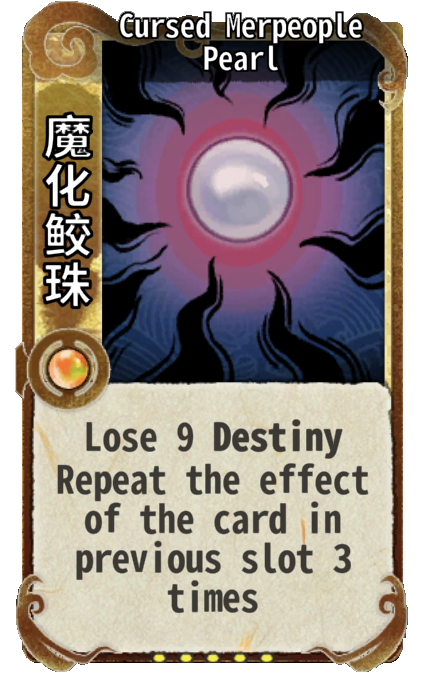 Cursed Merpeople
Pearl
魔化鲛珠
Lose 9 Destiny
Repeat the effect
of the card in
previous slot 3
times